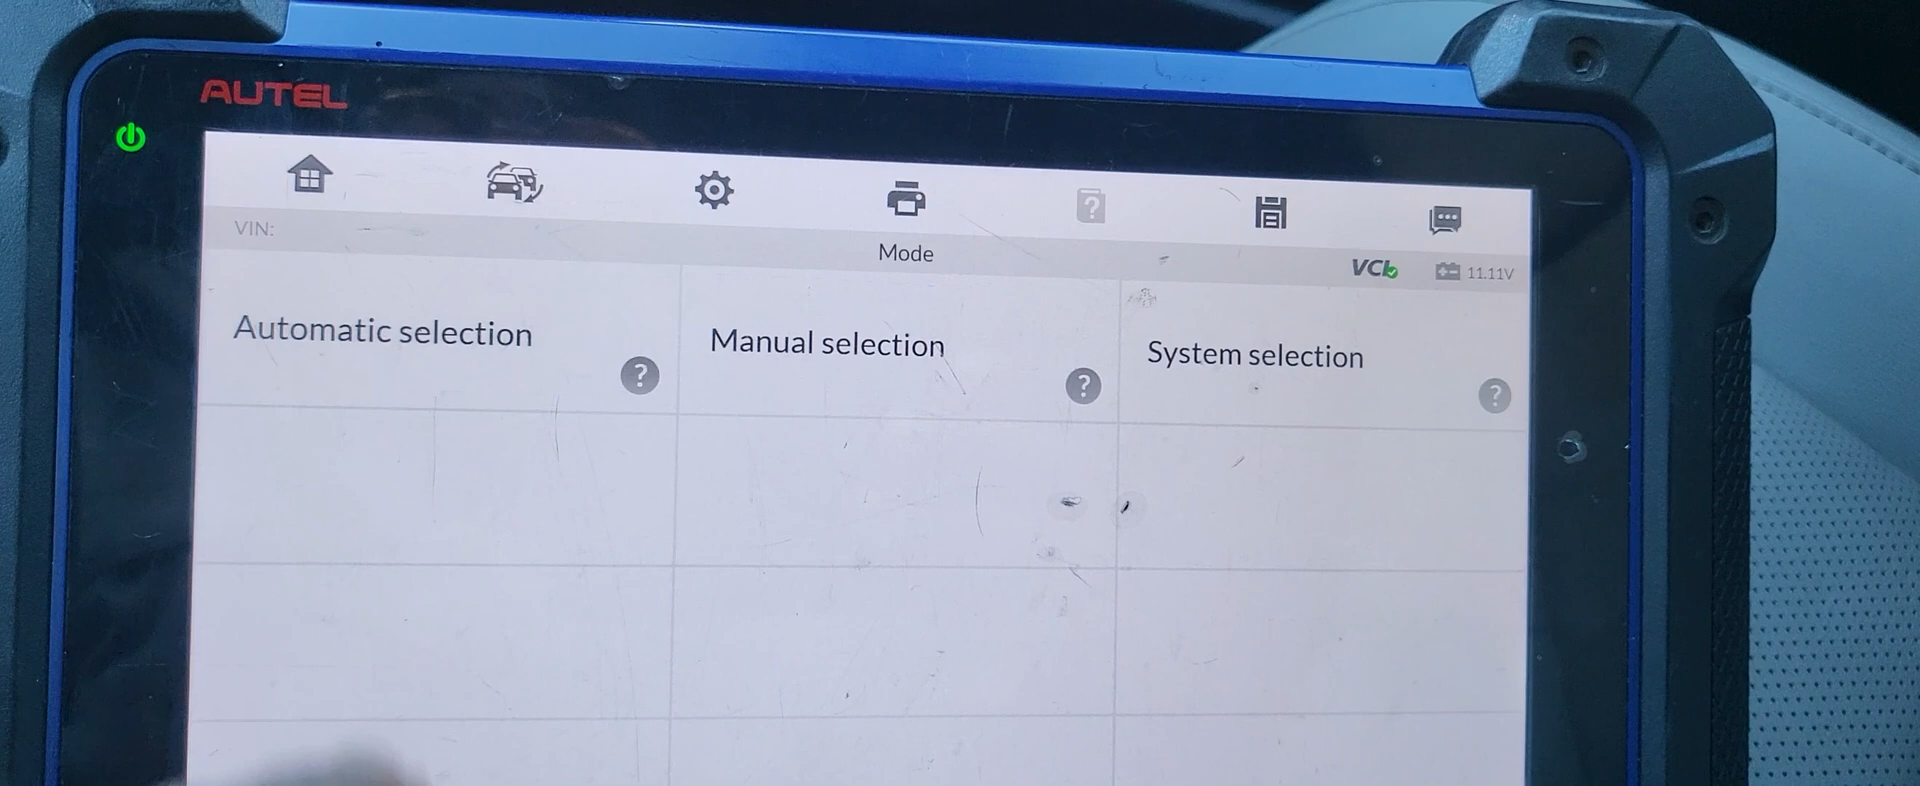 AUTEL
VIN:
Mode
VCI
11.11V
Automatic selection
?
Manual selection
?
System selection
?